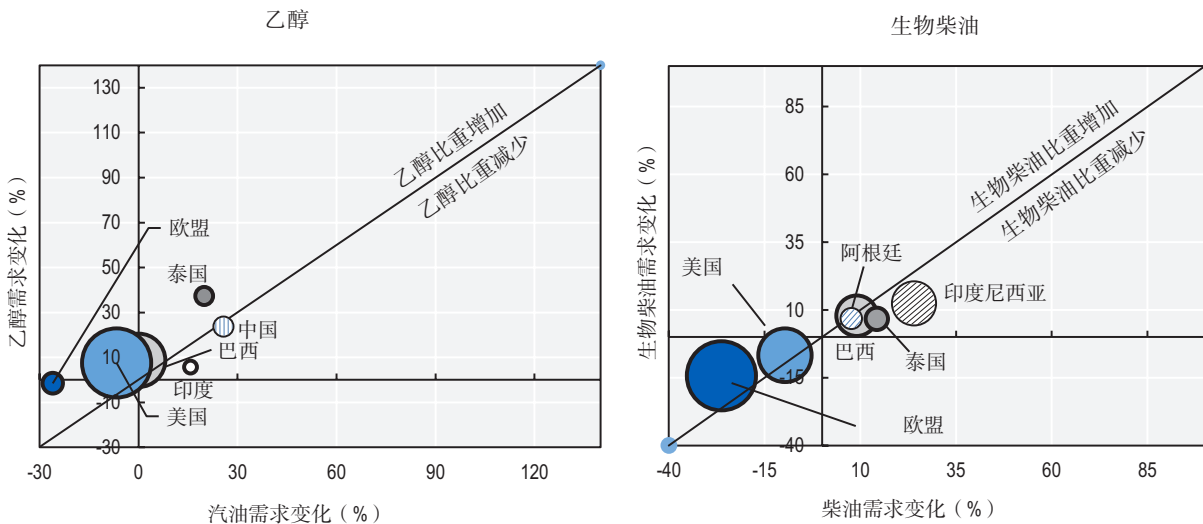 乙醇
130
110
90
70
50
30
10
-10
-30
-30
0
30
60
90
120
乙醇需求变化（%）
汽油需求变化（%）
乙醇比重增加
乙醇比重减少
欧盟
泰国
中国
巴西
印度
美国
生物柴油
85
60
35
10
-15
-40
-40
-15
10
35
60
85
生物柴油需求变化（%）
柴油需求变化（%）
生物柴油比重增加
生物柴油比重减少
美国
阿根廷
印度尼西亚
巴西
泰国
欧盟